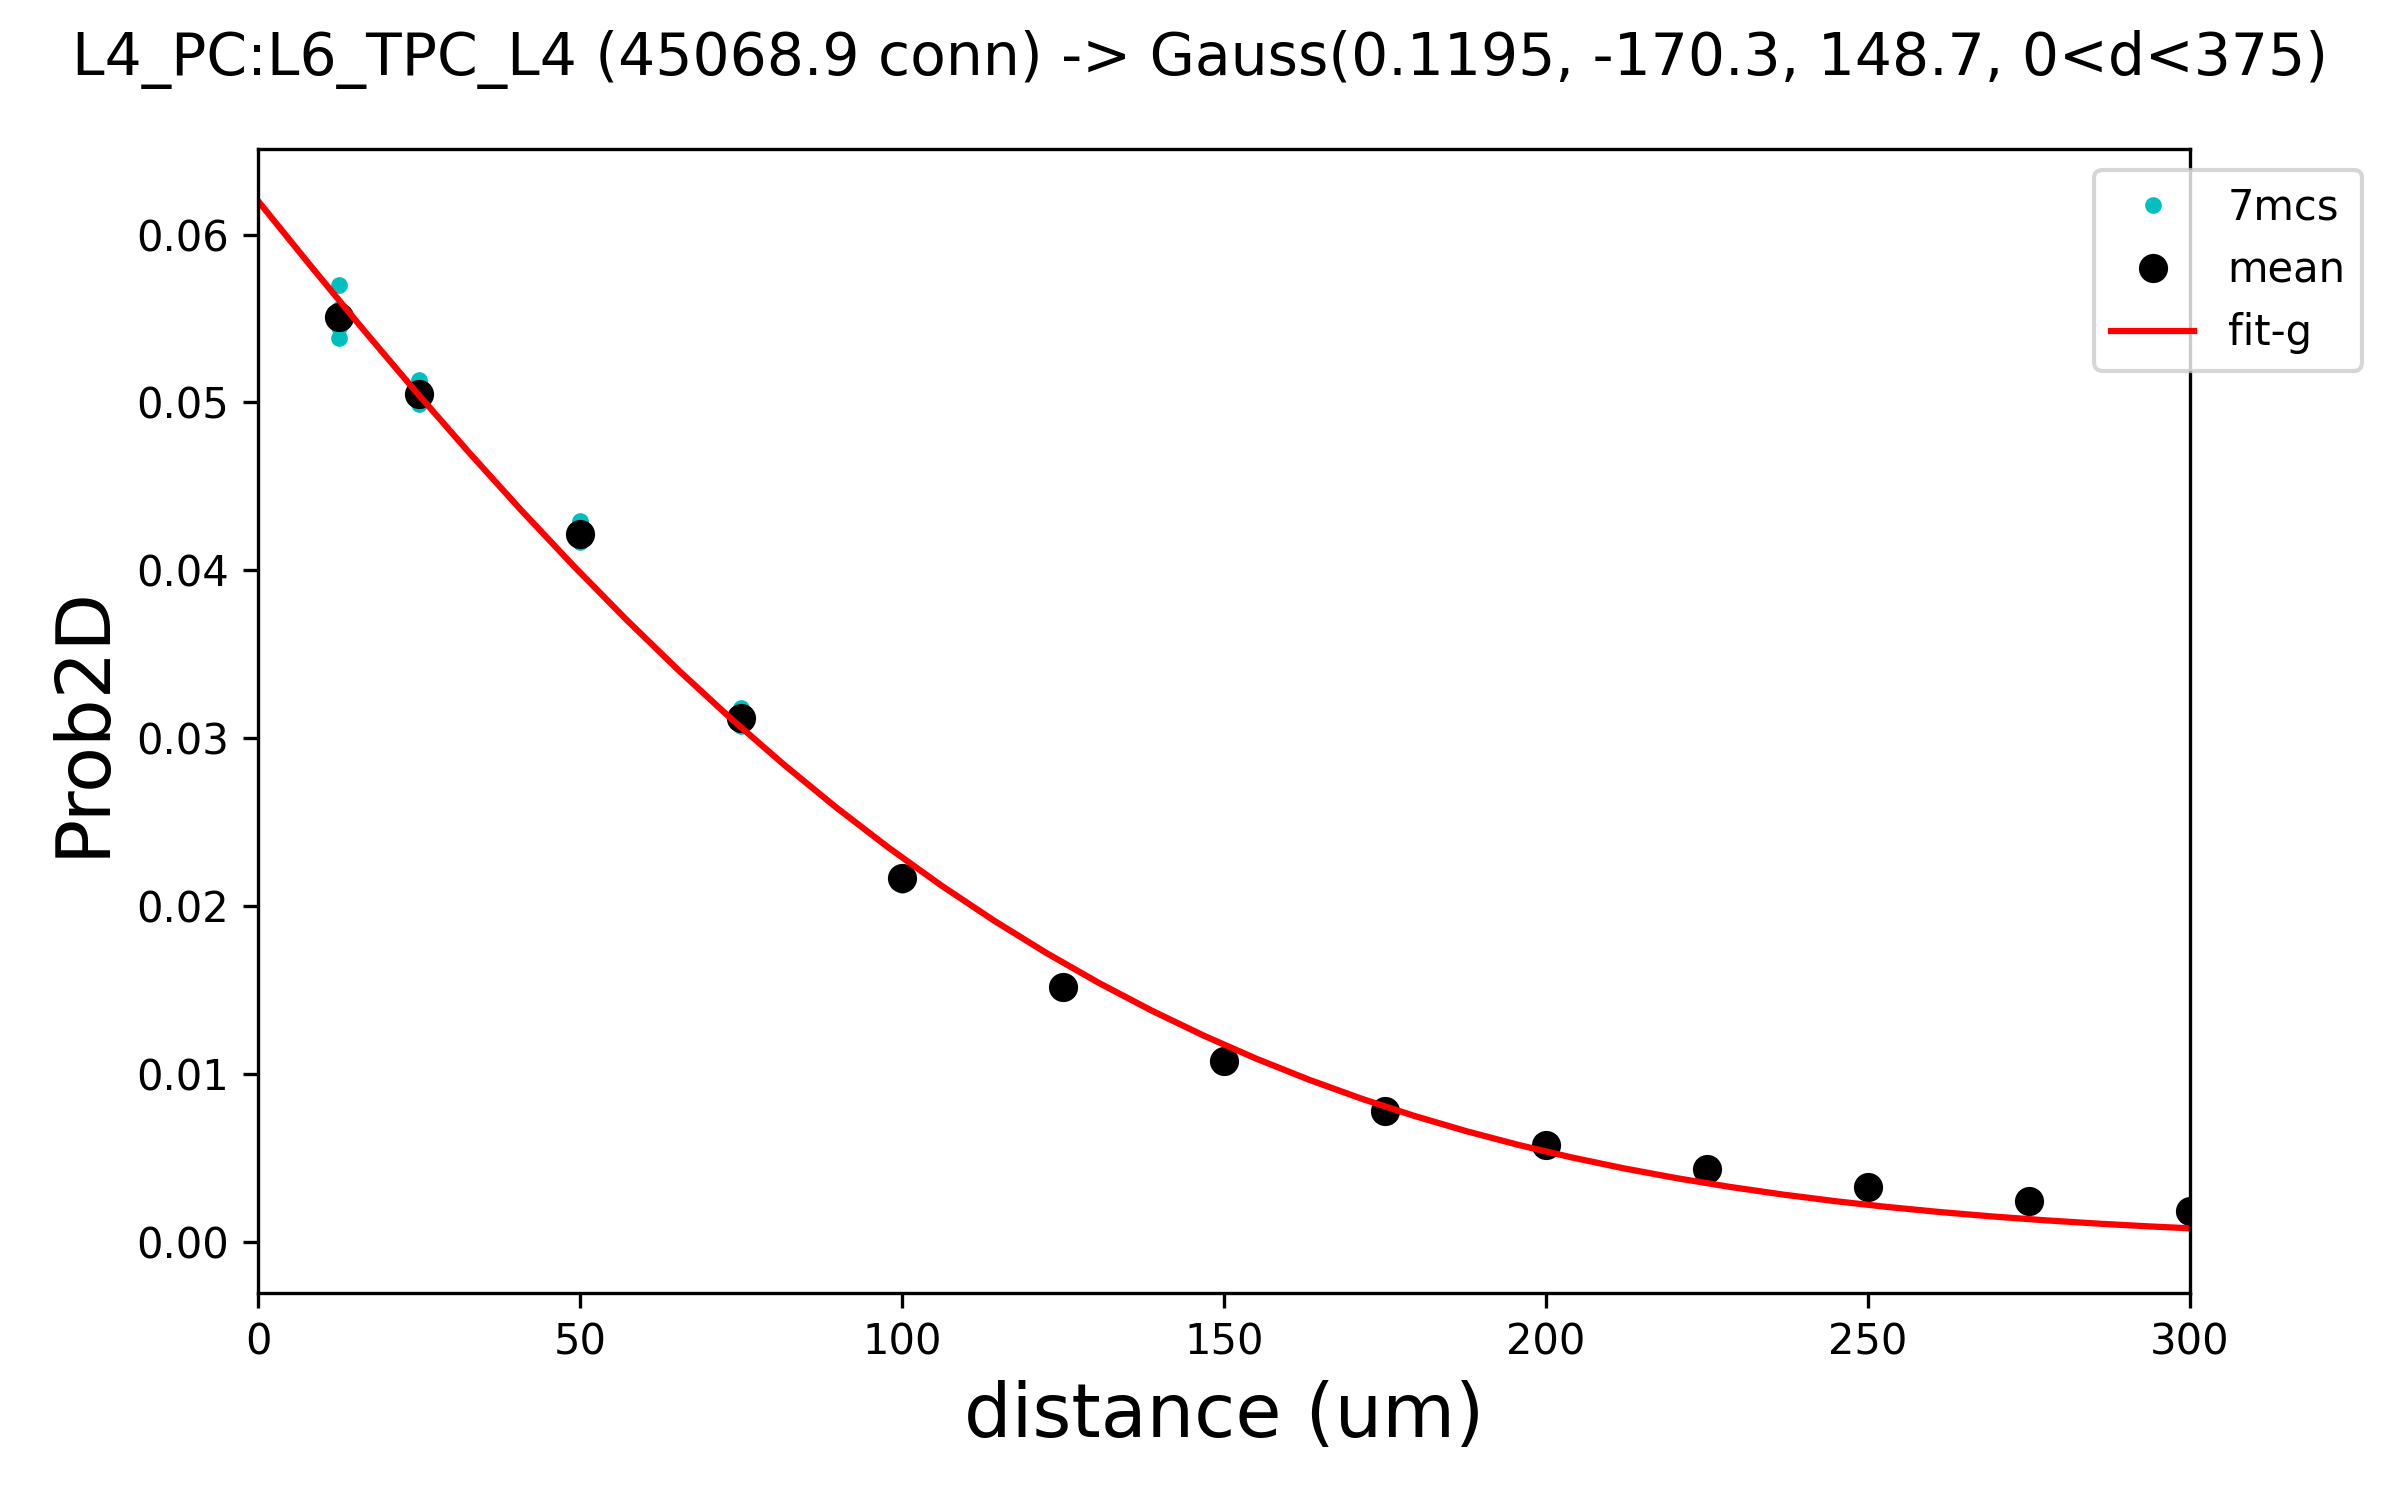 L4_PC:L6_TPC_L4 (45068.9 conn) -> Gauss(0.1195, -170.3, 148.7, 0<d<375)
7mcs
mean
fit-g
Prob2D
0.06
0.05
0.04
0.03
0.02
0.01
0.00
0 50 100 150 200 250 300
distance (um)